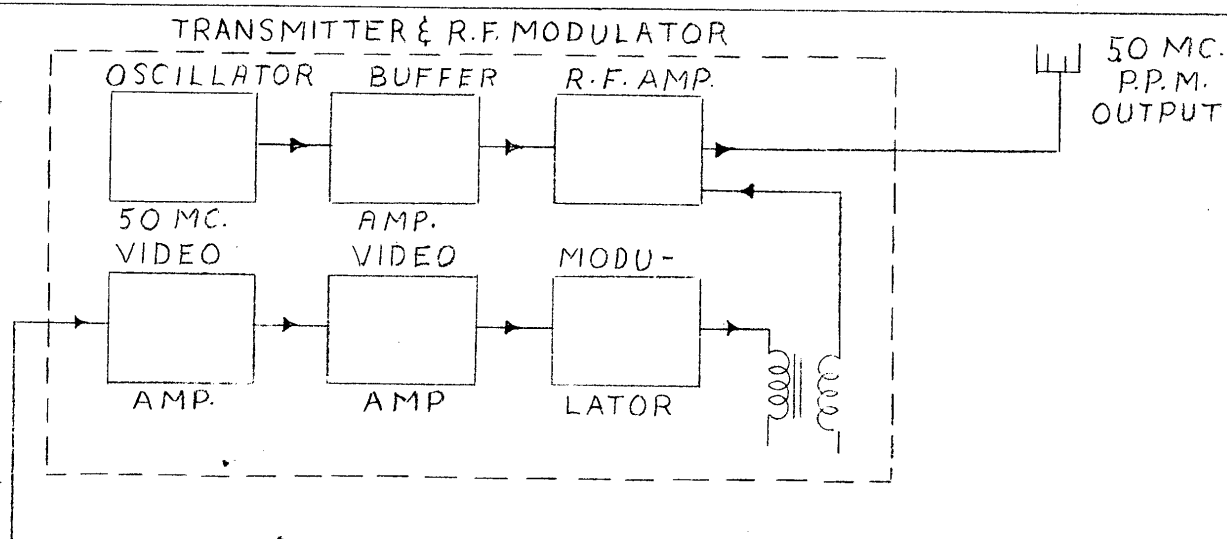 TRANSMITTER & R.F. MODULATOR
OSCILLATOR
BUFFER
R.F. AMP.
50 MC.
P.P.M.
OUTPUT
50 MC.
AMP.
VIDEO
VIDEO
MODU-
AMP.
AMP
LATOR